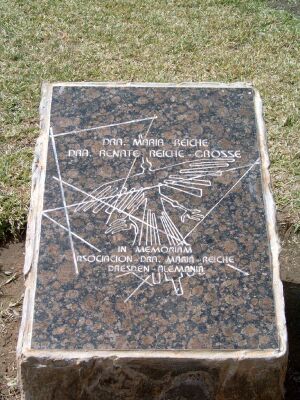 DRA. MARIA REICHE
DRA. RENATE REICHE-GROSSE
IN MEMORIAM
ASOCIACION-DRA. MARIA-REICHE
DRESDEN-ALEMANIA